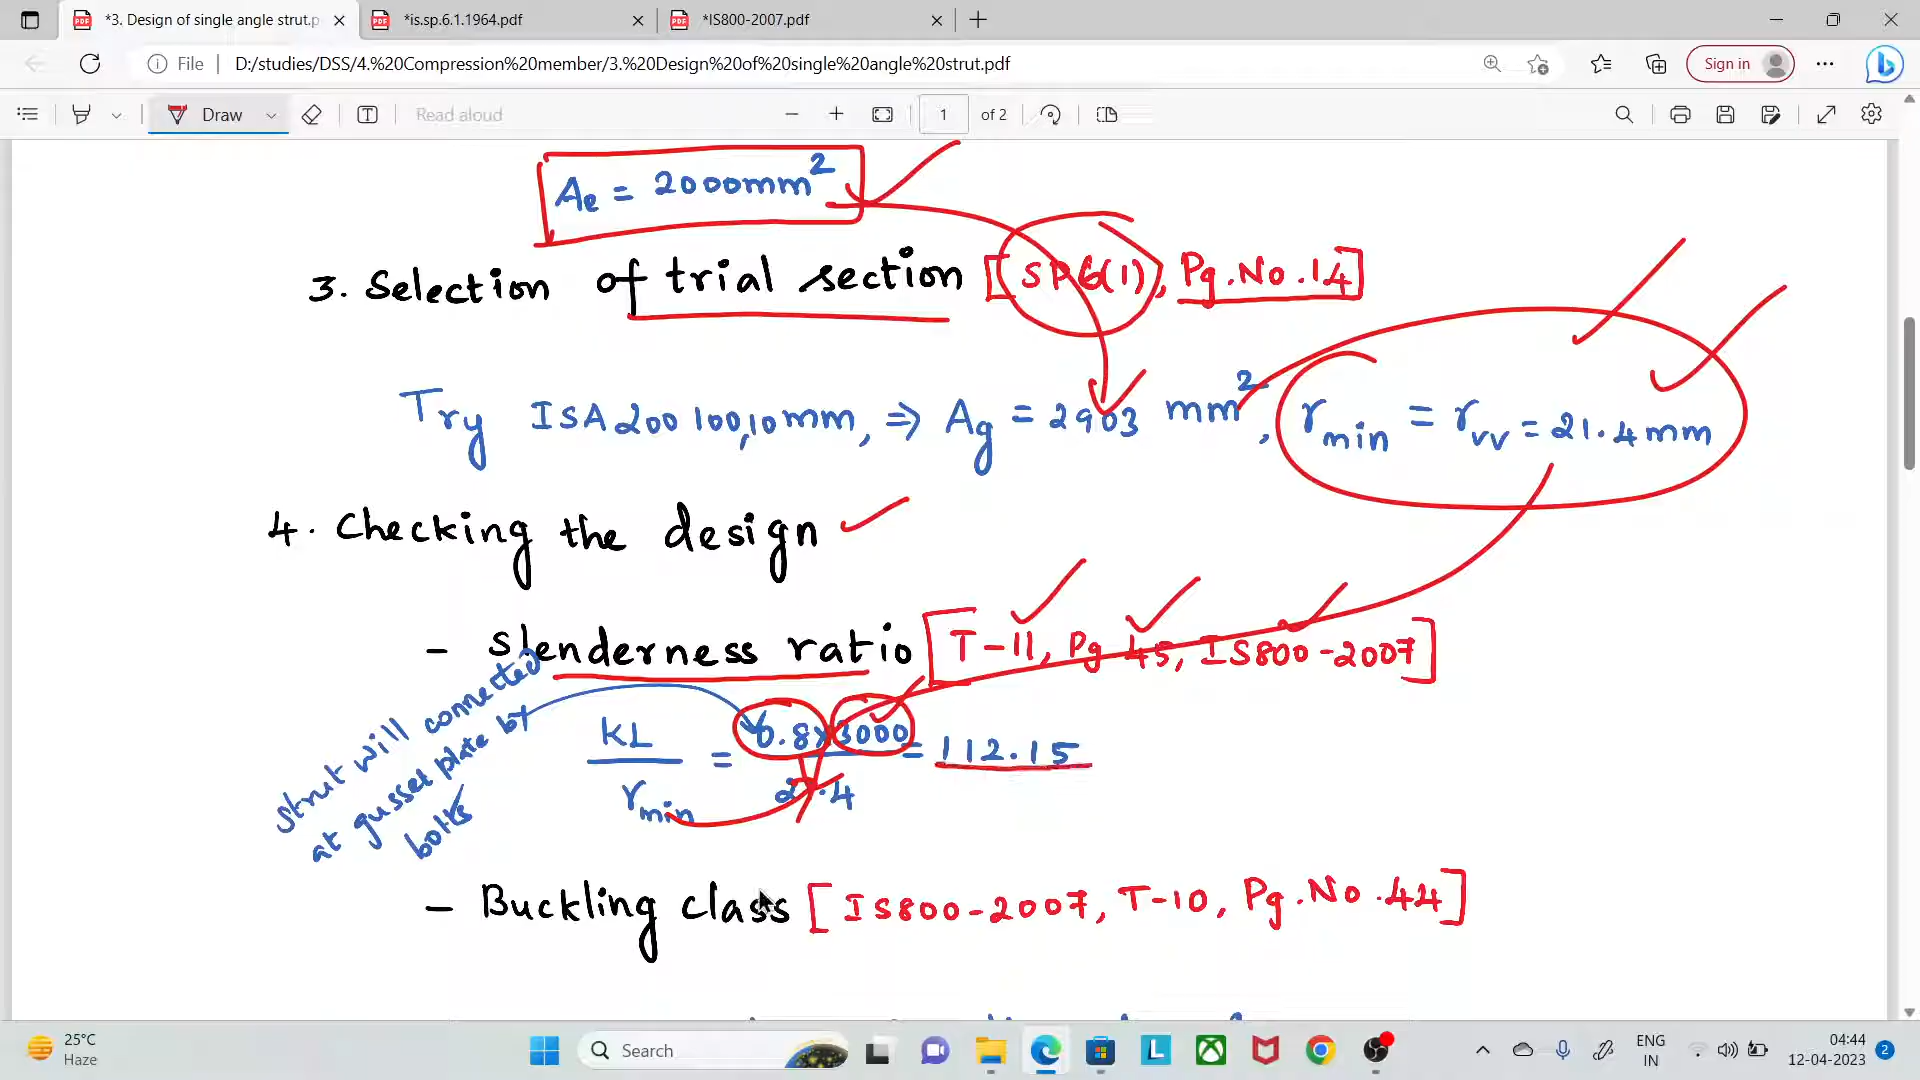 *3. Design of single angle strut.p
*is.sp.6.1.1964.pdf
*IS800-2007.pdf
File
D:/studies/DSS/4.%20Compression%20member/3.%20Design%20of%20single%20angle%20strut.pdf
Sign in
Draw
Read aloud
1 of 2
Ae = 2000mm²
3. Selection of trial section [SP6(1), Pg.No.14]
Try ISA 200 100,10mm, ⇒ Ag = 2903 mm², rmin = rvv = 21.4mm
4. Checking the design
- slenderness ratio [T-11, Pg 45, IS800-2007]
strut will connected
at gusset plate by
bolts
KL/rmin = 0.8x3000/21.4 = 112.15
- Buckling class [IS800-2007, T-10, Pg.No.44]
25°C
Haze
Search
ENG
IN
04:44
12-04-2023
2